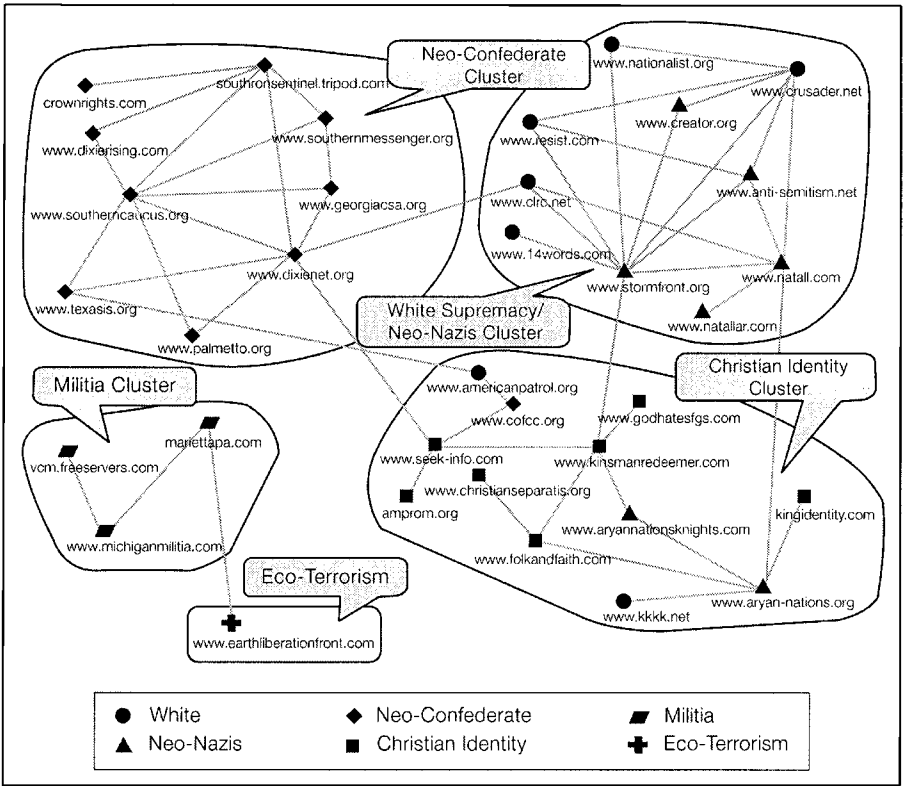 Neo-Confederate
Cluster
www.nationalist.org
southronsentinel.tripod.com
www.crusader.net
crownrights.com
www.creator.org
www.southernmessenger.org
www.resist.com
www.dixierising.com
www.anti-semitism.net
www.georgiacsa.org
www.clrc.net
www.southerncaucus.org
www.14words.com
www.dixienet.org
www.natall.com
www.stormfront.org
www.texasis.org
White Supremacy/
Neo-Nazis Cluster
www.nataliar.com
www.palmetto.org
Christian Identity
Cluster
Militia Cluster
www.americanpatrol.org
www.cofcc.org
www.godhatesfgs.com
mariettapa.com
www.seek-info.com
www.kinsmanredeemer.com
vcm.freeservers.com
www.christianseparatis.org
amprom.org
www.aryannationsknights.com
kingidentity.com
www.michiganmilitia.com
www.folkandfaith.com
Eco-Terrorism
www.kkkk.net
www.aryan-nations.org
www.earthliberationfront.com
White
Neo-Confederate
Militia
Neo-Nazis
Christian Identity
Eco-Terrorism